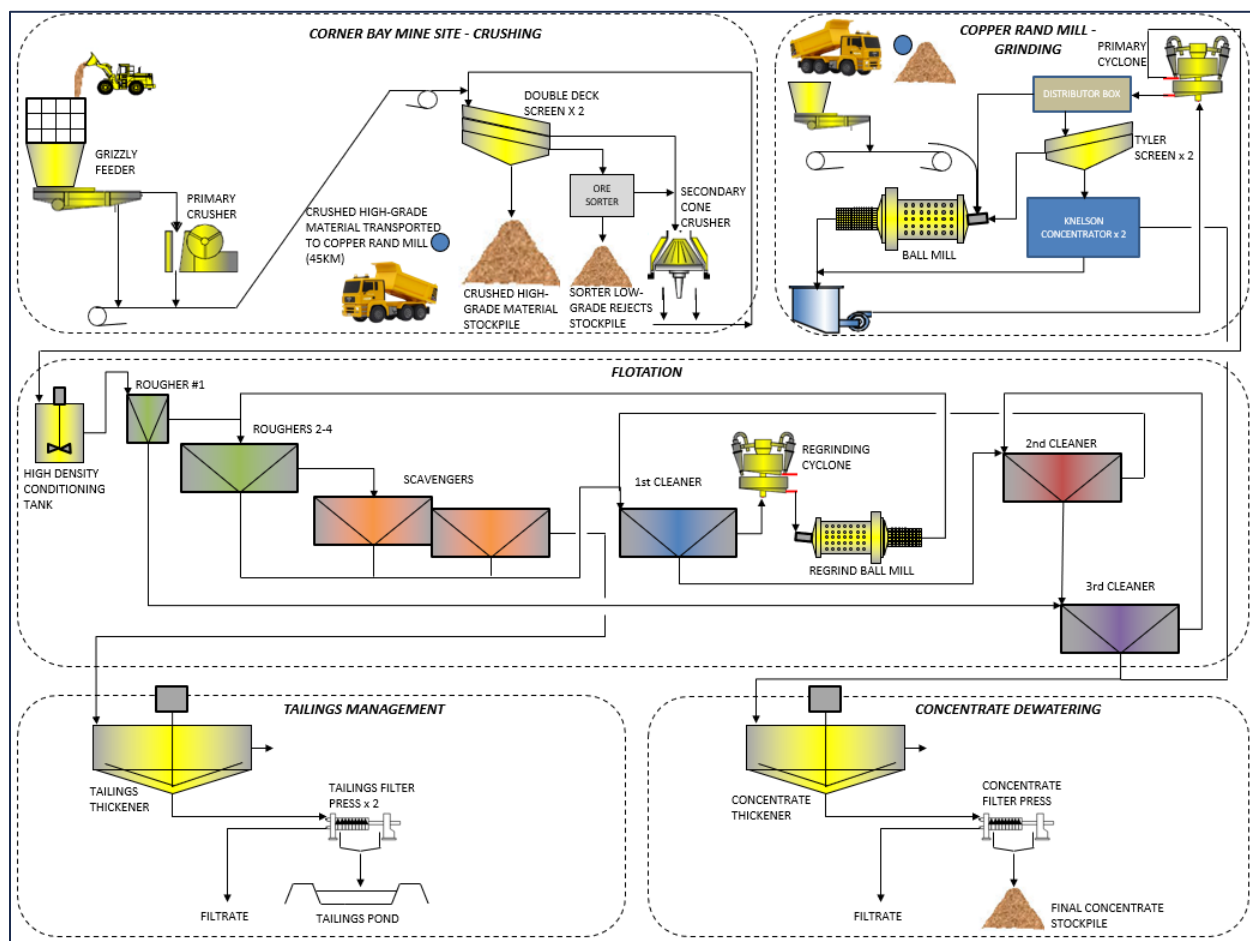 CORNER BAY MINE SITE - CRUSHING
GRIZZLY
FEEDER
PRIMARY
CRUSHER
CRUSHED HIGH-GRADE
MATERIAL TRANSPORTED
TO COPPER RAND MILL
(45KM)
DOUBLE DECK
SCREEN X 2
ORE
SORTER
SECONDARY
CONE
CRUSHER
CRUSHED HIGH-
GRADE MATERIAL
STOCKPILE
SORTER LOW-
GRADE REJECTS
STOCKPILE
COPPER RAND MILL -
GRINDING
PRIMARY
CYCLONE
DISTRIBUTOR BOX
TYLER
SCREEN x 2
KNELSON
CONCENTRATOR x 2
BALL MILL
FLOTATION
ROUGHER #1
HIGH DENSITY
CONDITIONING
TANK
ROUGHERS 2-4
SCAVENGERS
1st CLEANER
REGRINDING
CYCLONE
REGRIND BALL MILL
2nd CLEANER
3rd CLEANER
TAILINGS MANAGEMENT
TAILINGS
THICKENER
TAILINGS FILTER
PRESS x 2
FILTRATE
TAILINGS POND
CONCENTRATE DEWATERING
CONCENTRATE
THICKENER
CONCENTRATE
FILTER PRESS
FILTRATE
FINAL CONCENTRATE
STOCKPILE